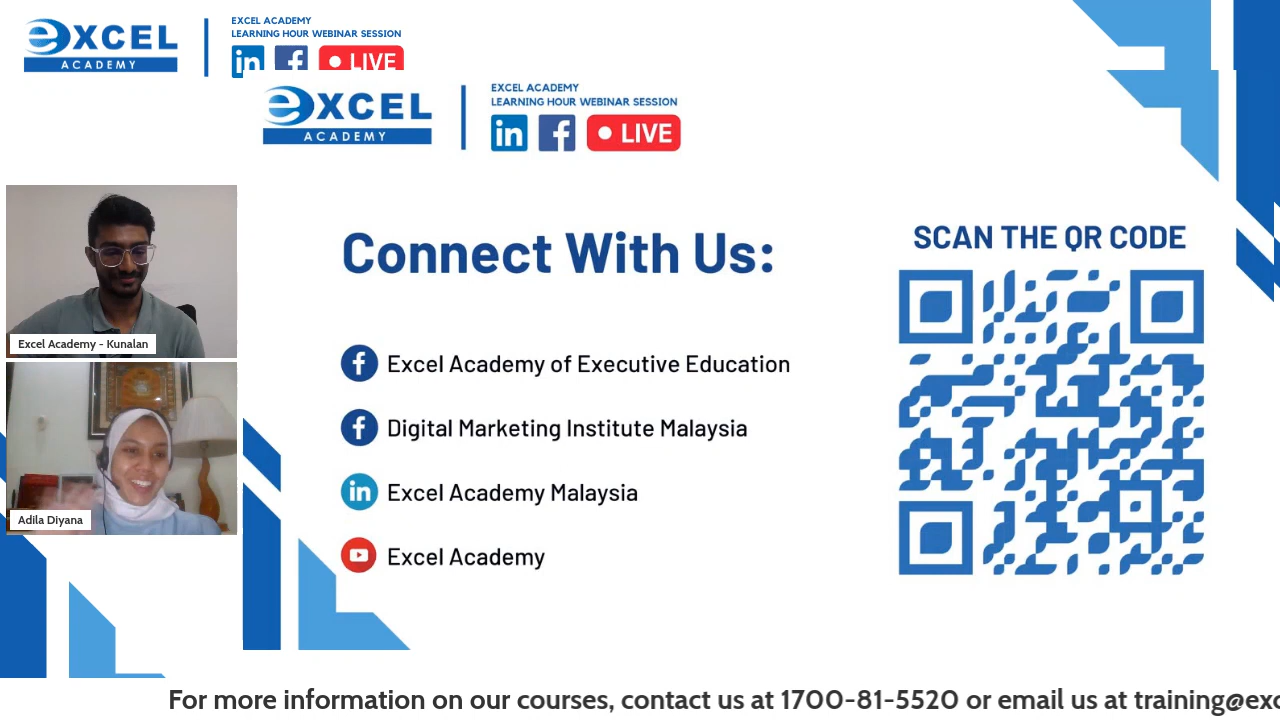 eXCEL
ACADEMY
EXCEL ACADEMY
LEARNING HOUR WEBINAR SESSION
in f LIVE
eXCEL
ACADEMY
EXCEL ACADEMY
LEARNING HOUR WEBINAR SESSION
in f LIVE
Excel Academy - Kunalan
Adila Diyana
Connect With Us:
f Excel Academy of Executive Education
f Digital Marketing Institute Malaysia
in Excel Academy Malaysia
Excel Academy
SCAN THE QR CODE
For more information on our courses, contact us at 1700-81-5520 or email us at training@exc